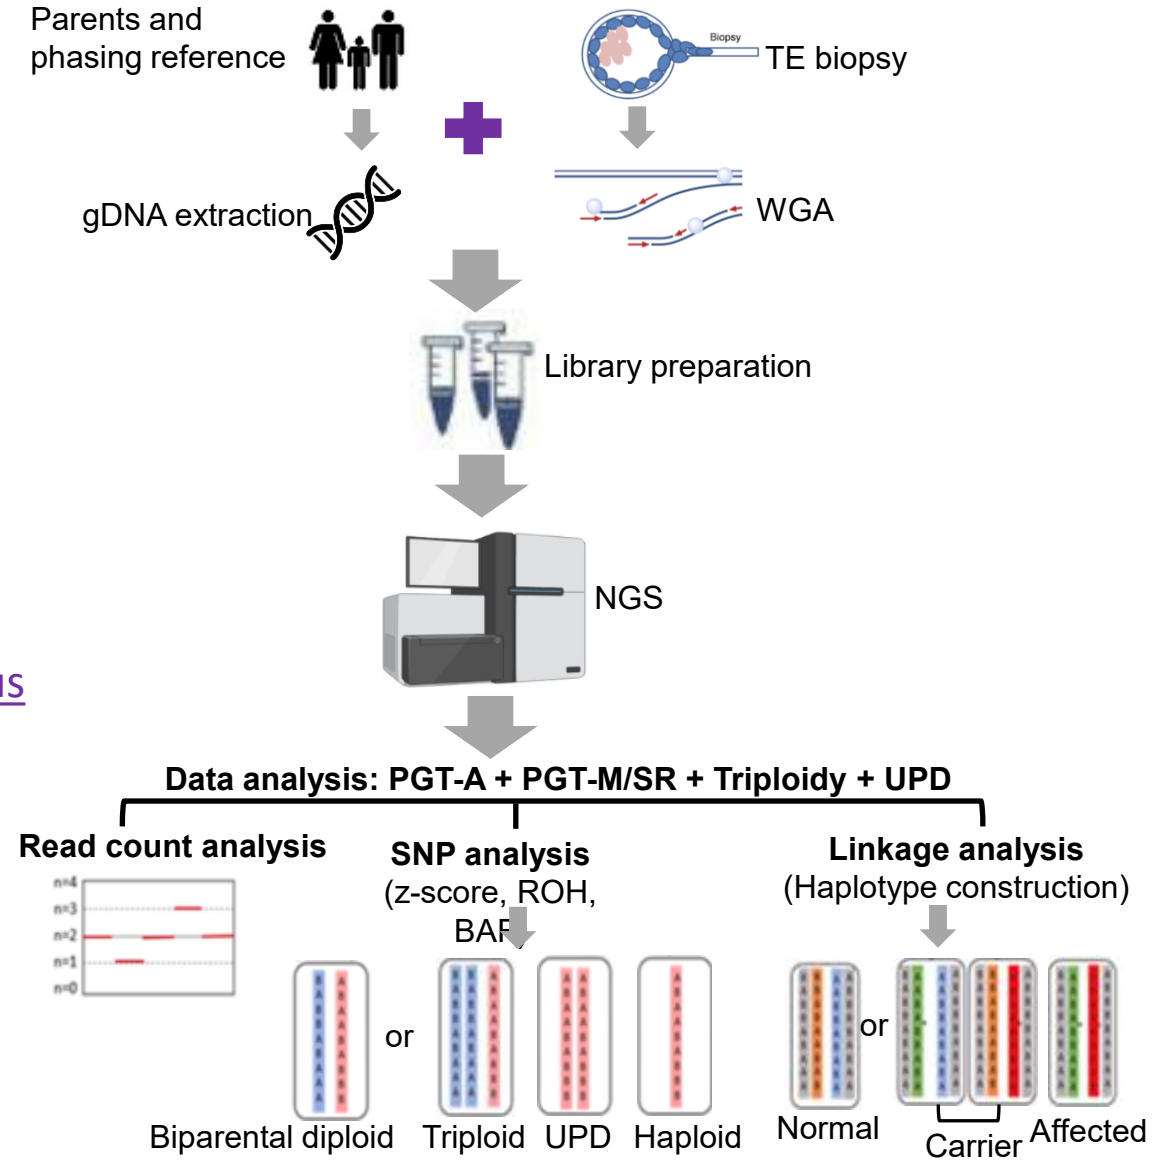 Parents and
phasing reference
Biopsy
TE biopsy
gDNA extraction
WGA
Library preparation
NGS
Data analysis: PGT-A + PGT-M/SR + Triploidy + UPD
Read count analysis
n=4
n=3
n=2
n=1
n=0
SNP analysis
(z-score, ROH,
BAF)
Linkage analysis
(Haplotype construction)
or
or
Biparental diploid
Triploid
UPD
Haploid
Normal
Carrier
Affected